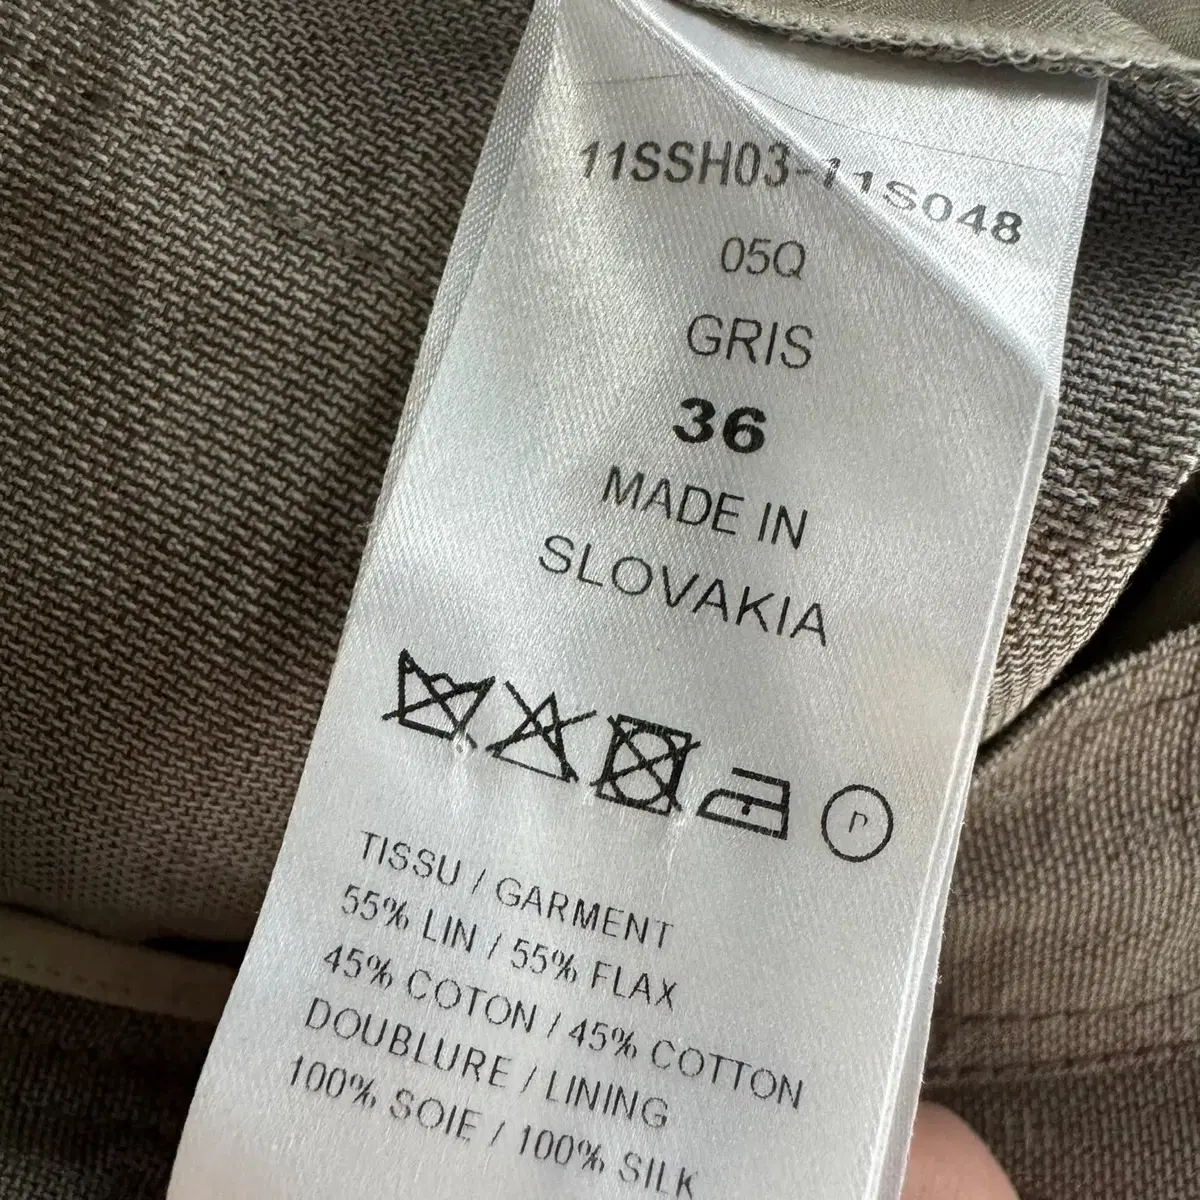 11SSH03-11S048
05Q
GRIS
36
MADE IN
SLOVAKIA
P
TISSU / GARMENT
55% LIN / 55% FLAX
45% COTON / 45% COTTON
DOUBLURE / LINING
100% SOIE / 100% SILK